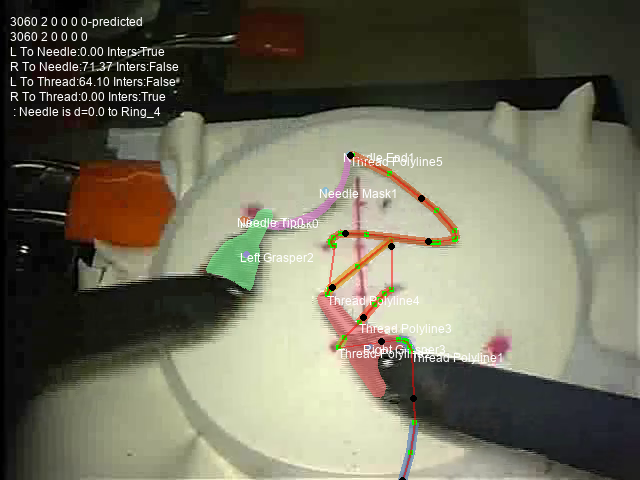 3060 2 0 0 0 0-predicted
3060 2 0 0 0 0
L To Needle:0.00 Inters:True
R To Needle:71.37 Inters:False
L To Thread:64.10 Inters:False
R To Thread:0.00 Inters:True
: Needle is d=0.0 to Ring_4
Needle End1
Thread Polyline5
Needle Mask1
Needle Tip0
Left Grasper2
Thread Polyline4
Thread Polyline3
Right Grasper3
Thread Polyline1